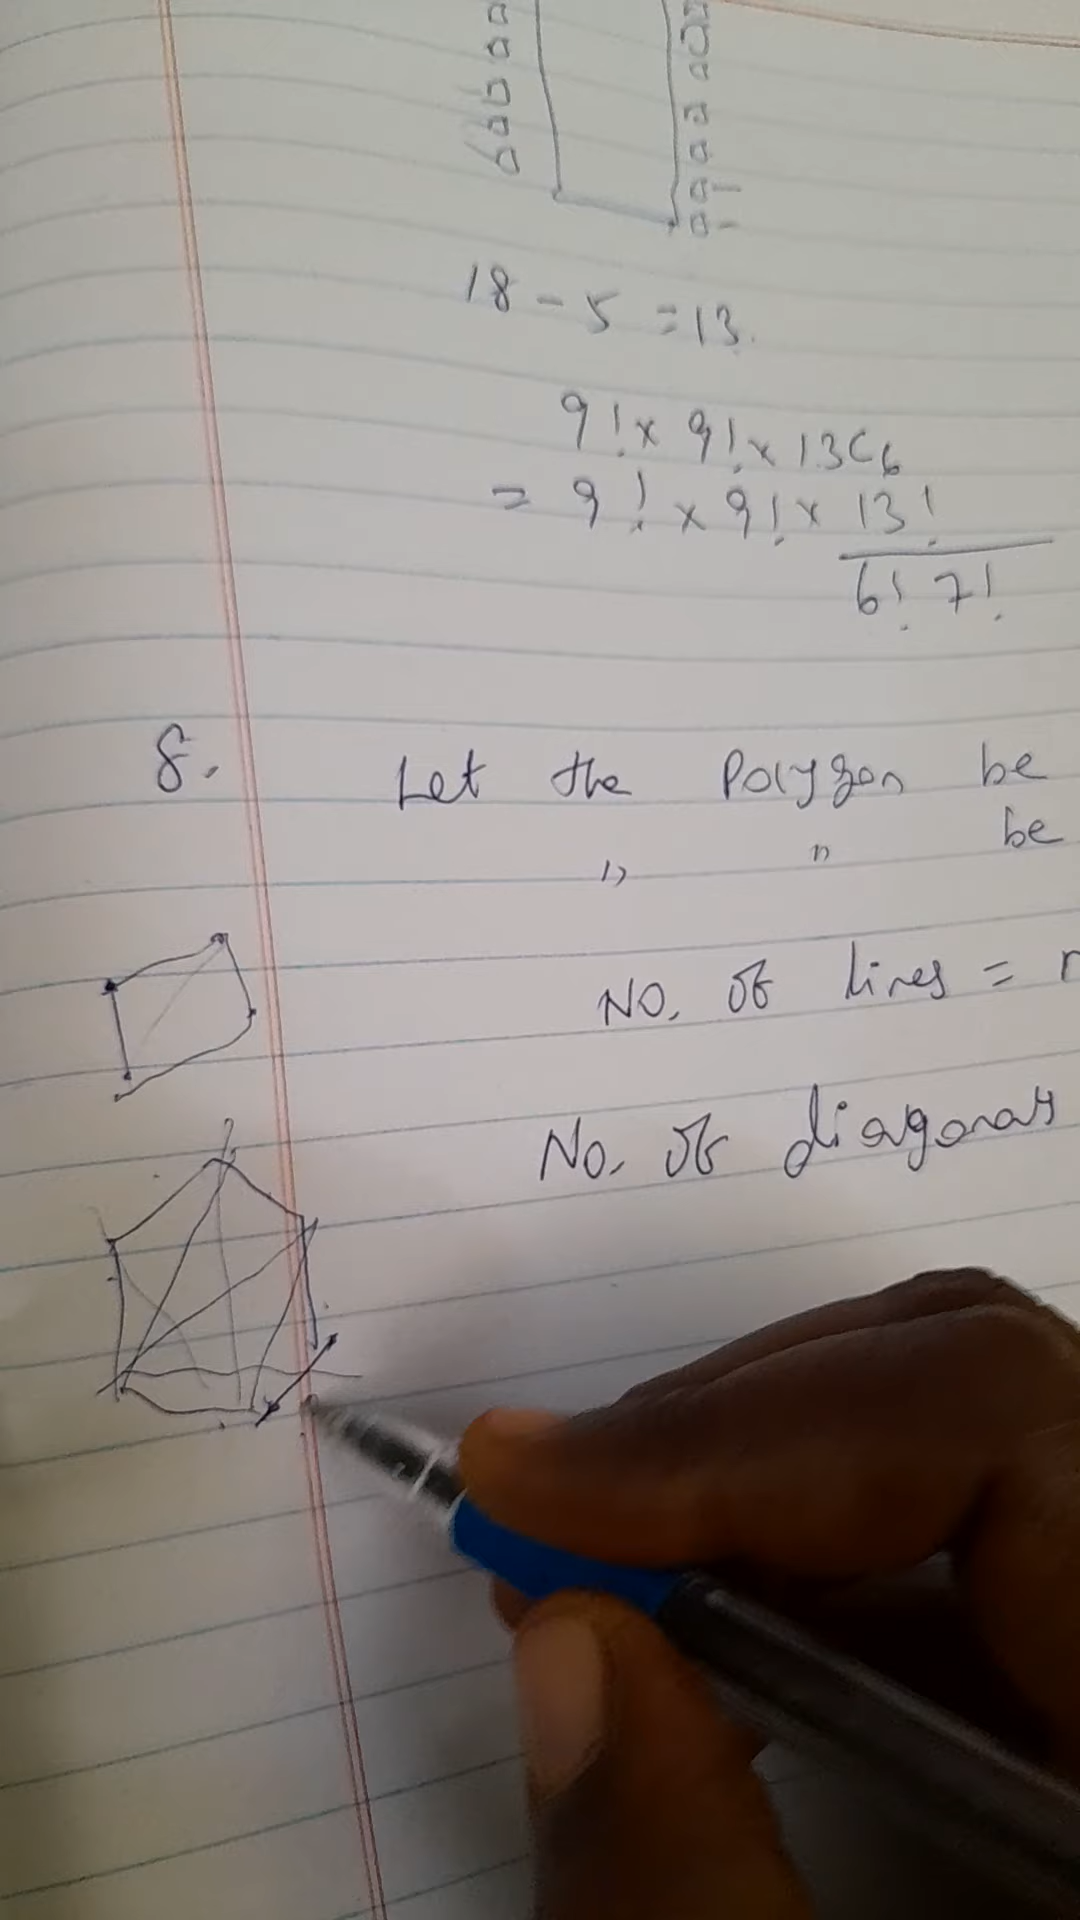 18 - 5 = 13.
9! x 9! x 13C6
= 9! x 9! x 13!
6! 7!
8. Let the Polygon be
" " be
No. of lines = n
No. of diagonals